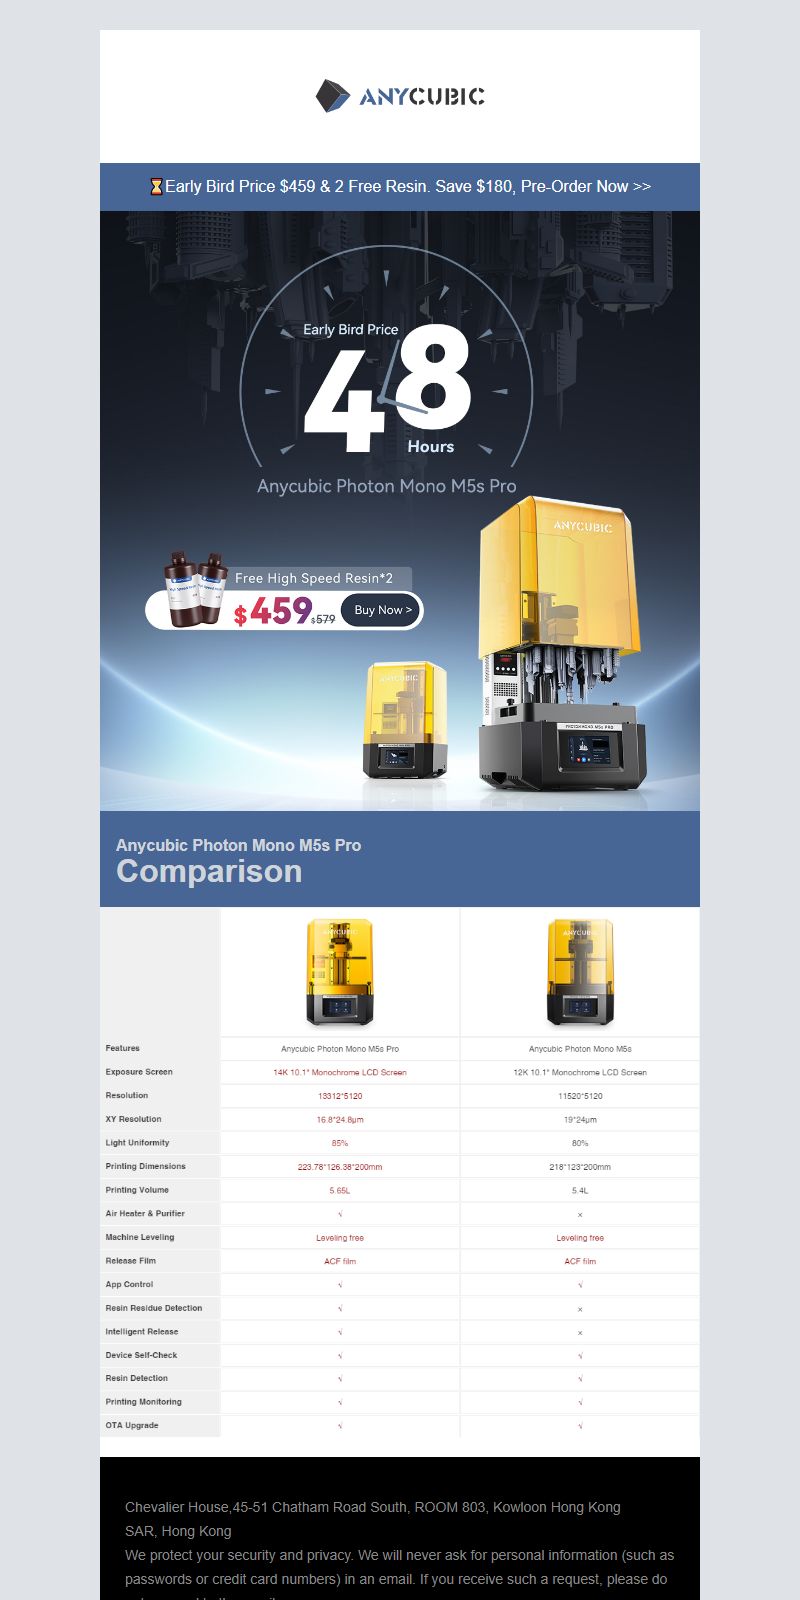 ANYCUBIC
⏳Early Bird Price $459 & 2 Free Resin. Save $180, Pre-Order Now >>
Early Bird Price
48
Hours
Anycubic Photon Mono M5s Pro
ANYCUBIC
Free High Speed Resin*2
$459 $579 Buy Now >
ANYCUBIC
PHOTON MONO M5s PRO
Anycubic Photon Mono M5s Pro
Comparison
ANYCUBIC ANYCUBIC
Features Anycubic Photon Mono M5s Pro Anycubic Photon Mono M5s
Exposure Screen 14K 10.1" Monochrome LCD Screen 12K 10.1" Monochrome LCD Screen
Resolution 13312*5120 11520*5120
XY Resolution 16.8*24.8μm 19*24μm
Light Uniformity 85% 80%
Printing Dimensions 223.78*126.38*200mm 218*123*200mm
Printing Volume 5.65L 5.4L
Air Heater & Purifier √ ×
Machine Leveling Leveling free Leveling free
Release Film ACF film ACF film
App Control √ √
Resin Residue Detection √ ×
Intelligent Release √ ×
Device Self-Check √ √
Resin Detection √ √
Printing Monitoring √ √
OTA Upgrade √ √
Chevalier House,45-51 Chatham Road South, ROOM 803, Kowloon Hong Kong
SAR, Hong Kong
We protect your security and privacy. We will never ask for personal information (such as
passwords or credit card numbers) in an email. If you receive such a request, please do